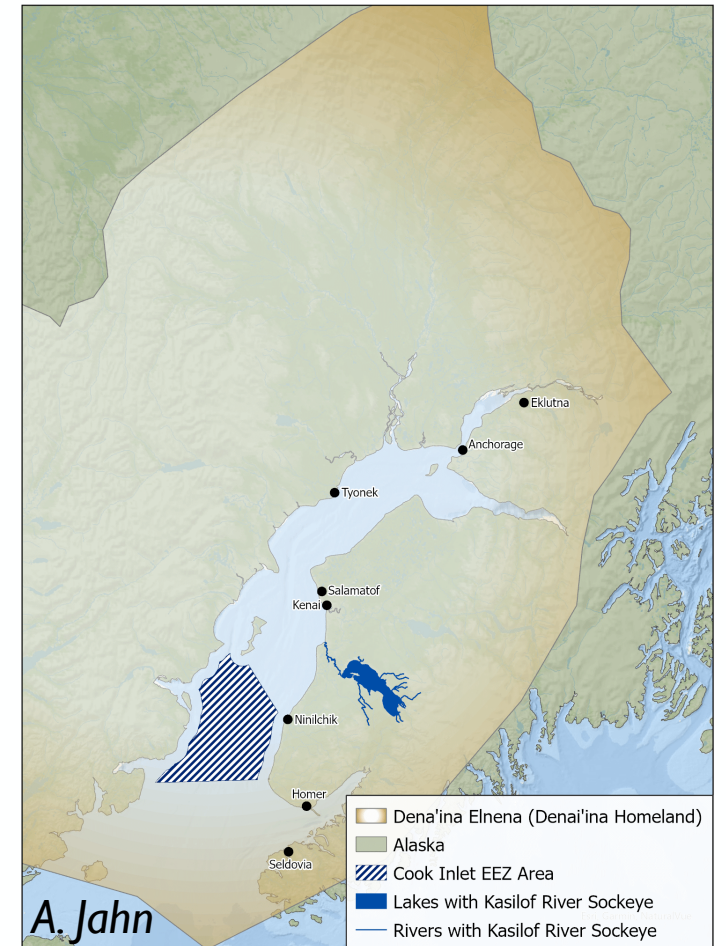 Eklutna
Anchorage
Tyonek
Salamatof
Kenai
Ninilchik
Homer
Seldovia
Dena'ina Elnena (Denai'ina Homeland)
Alaska
Cook Inlet EEZ Area
Lakes with Kasilof River Sockeye
Rivers with Kasilof River Sockeye
A. Jahn